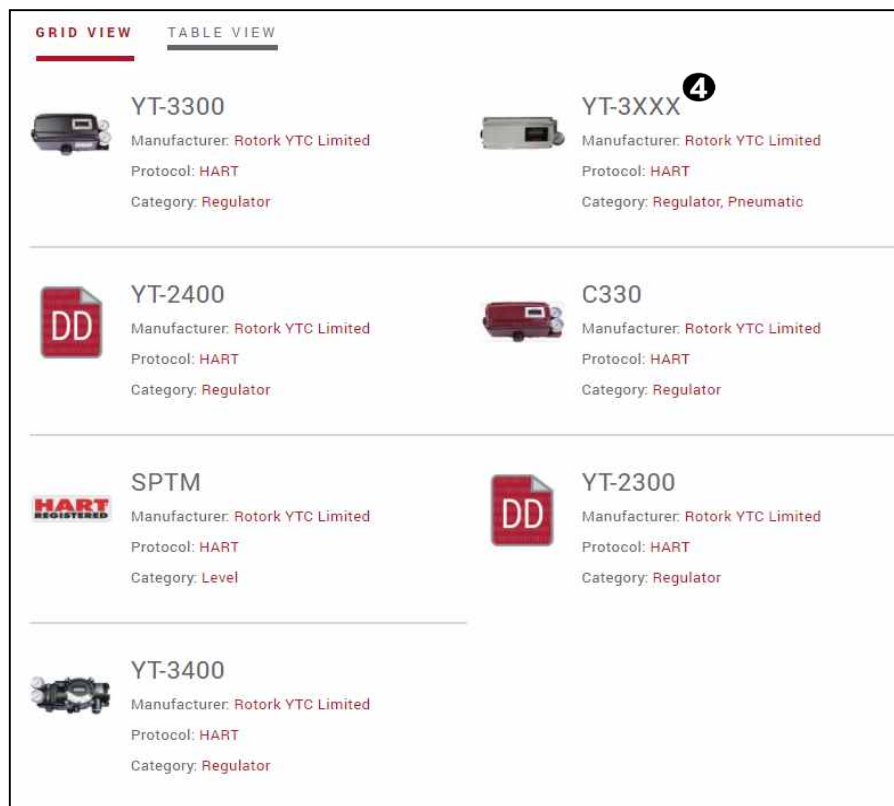 GRID VIEW TABLE VIEW
YT-3300
Manufacturer: Rotork YTC Limited
Protocol: HART
Category: Regulator
YT-3XXX 4
Manufacturer: Rotork YTC Limited
Protocol: HART
Category: Regulator, Pneumatic
DD
YT-2400
Manufacturer: Rotork YTC Limited
Protocol: HART
Category: Regulator
C330
Manufacturer: Rotork YTC Limited
Protocol: HART
Category: Regulator
HART
REGISTERED
SPTM
Manufacturer: Rotork YTC Limited
Protocol: HART
Category: Level
DD
YT-2300
Manufacturer: Rotork YTC Limited
Protocol: HART
Category: Regulator
YT-3400
Manufacturer: Rotork YTC Limited
Protocol: HART
Category: Regulator